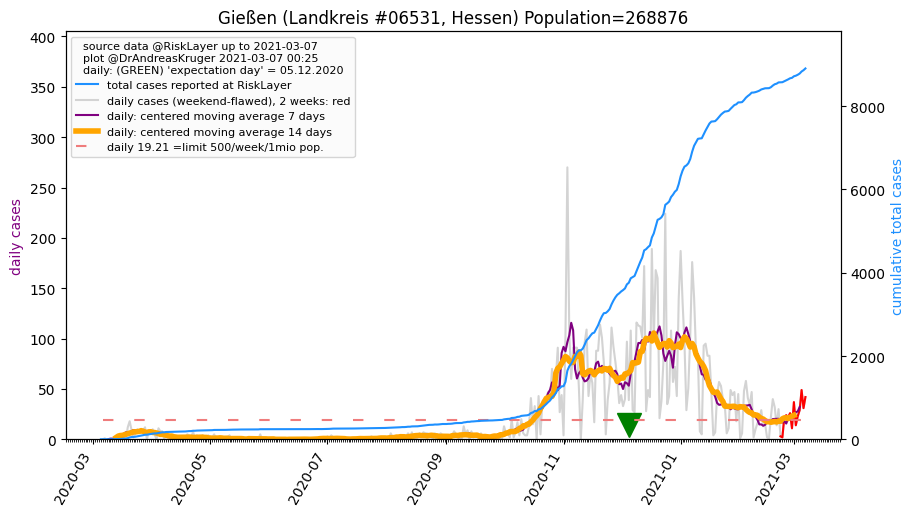 Gießen (Landkreis #06531, Hessen) Population=268876
source data @RiskLayer up to 2021-03-07
plot @DrAndreasKruger 2021-03-07 00:25
daily: (GREEN) 'expectation day' = 05.12.2020
total cases reported at RiskLayer
daily cases (weekend-flawed), 2 weeks: red
daily: centered moving average 7 days
daily: centered moving average 14 days
daily 19.21 =limit 500/week/1mio pop.
daily cases
400
350
300
250
200
150
100
50
0
cumulative total cases
8000
6000
4000
2000
0
2020-03
2020-05
2020-07
2020-09
2020-11
2021-01
2021-03